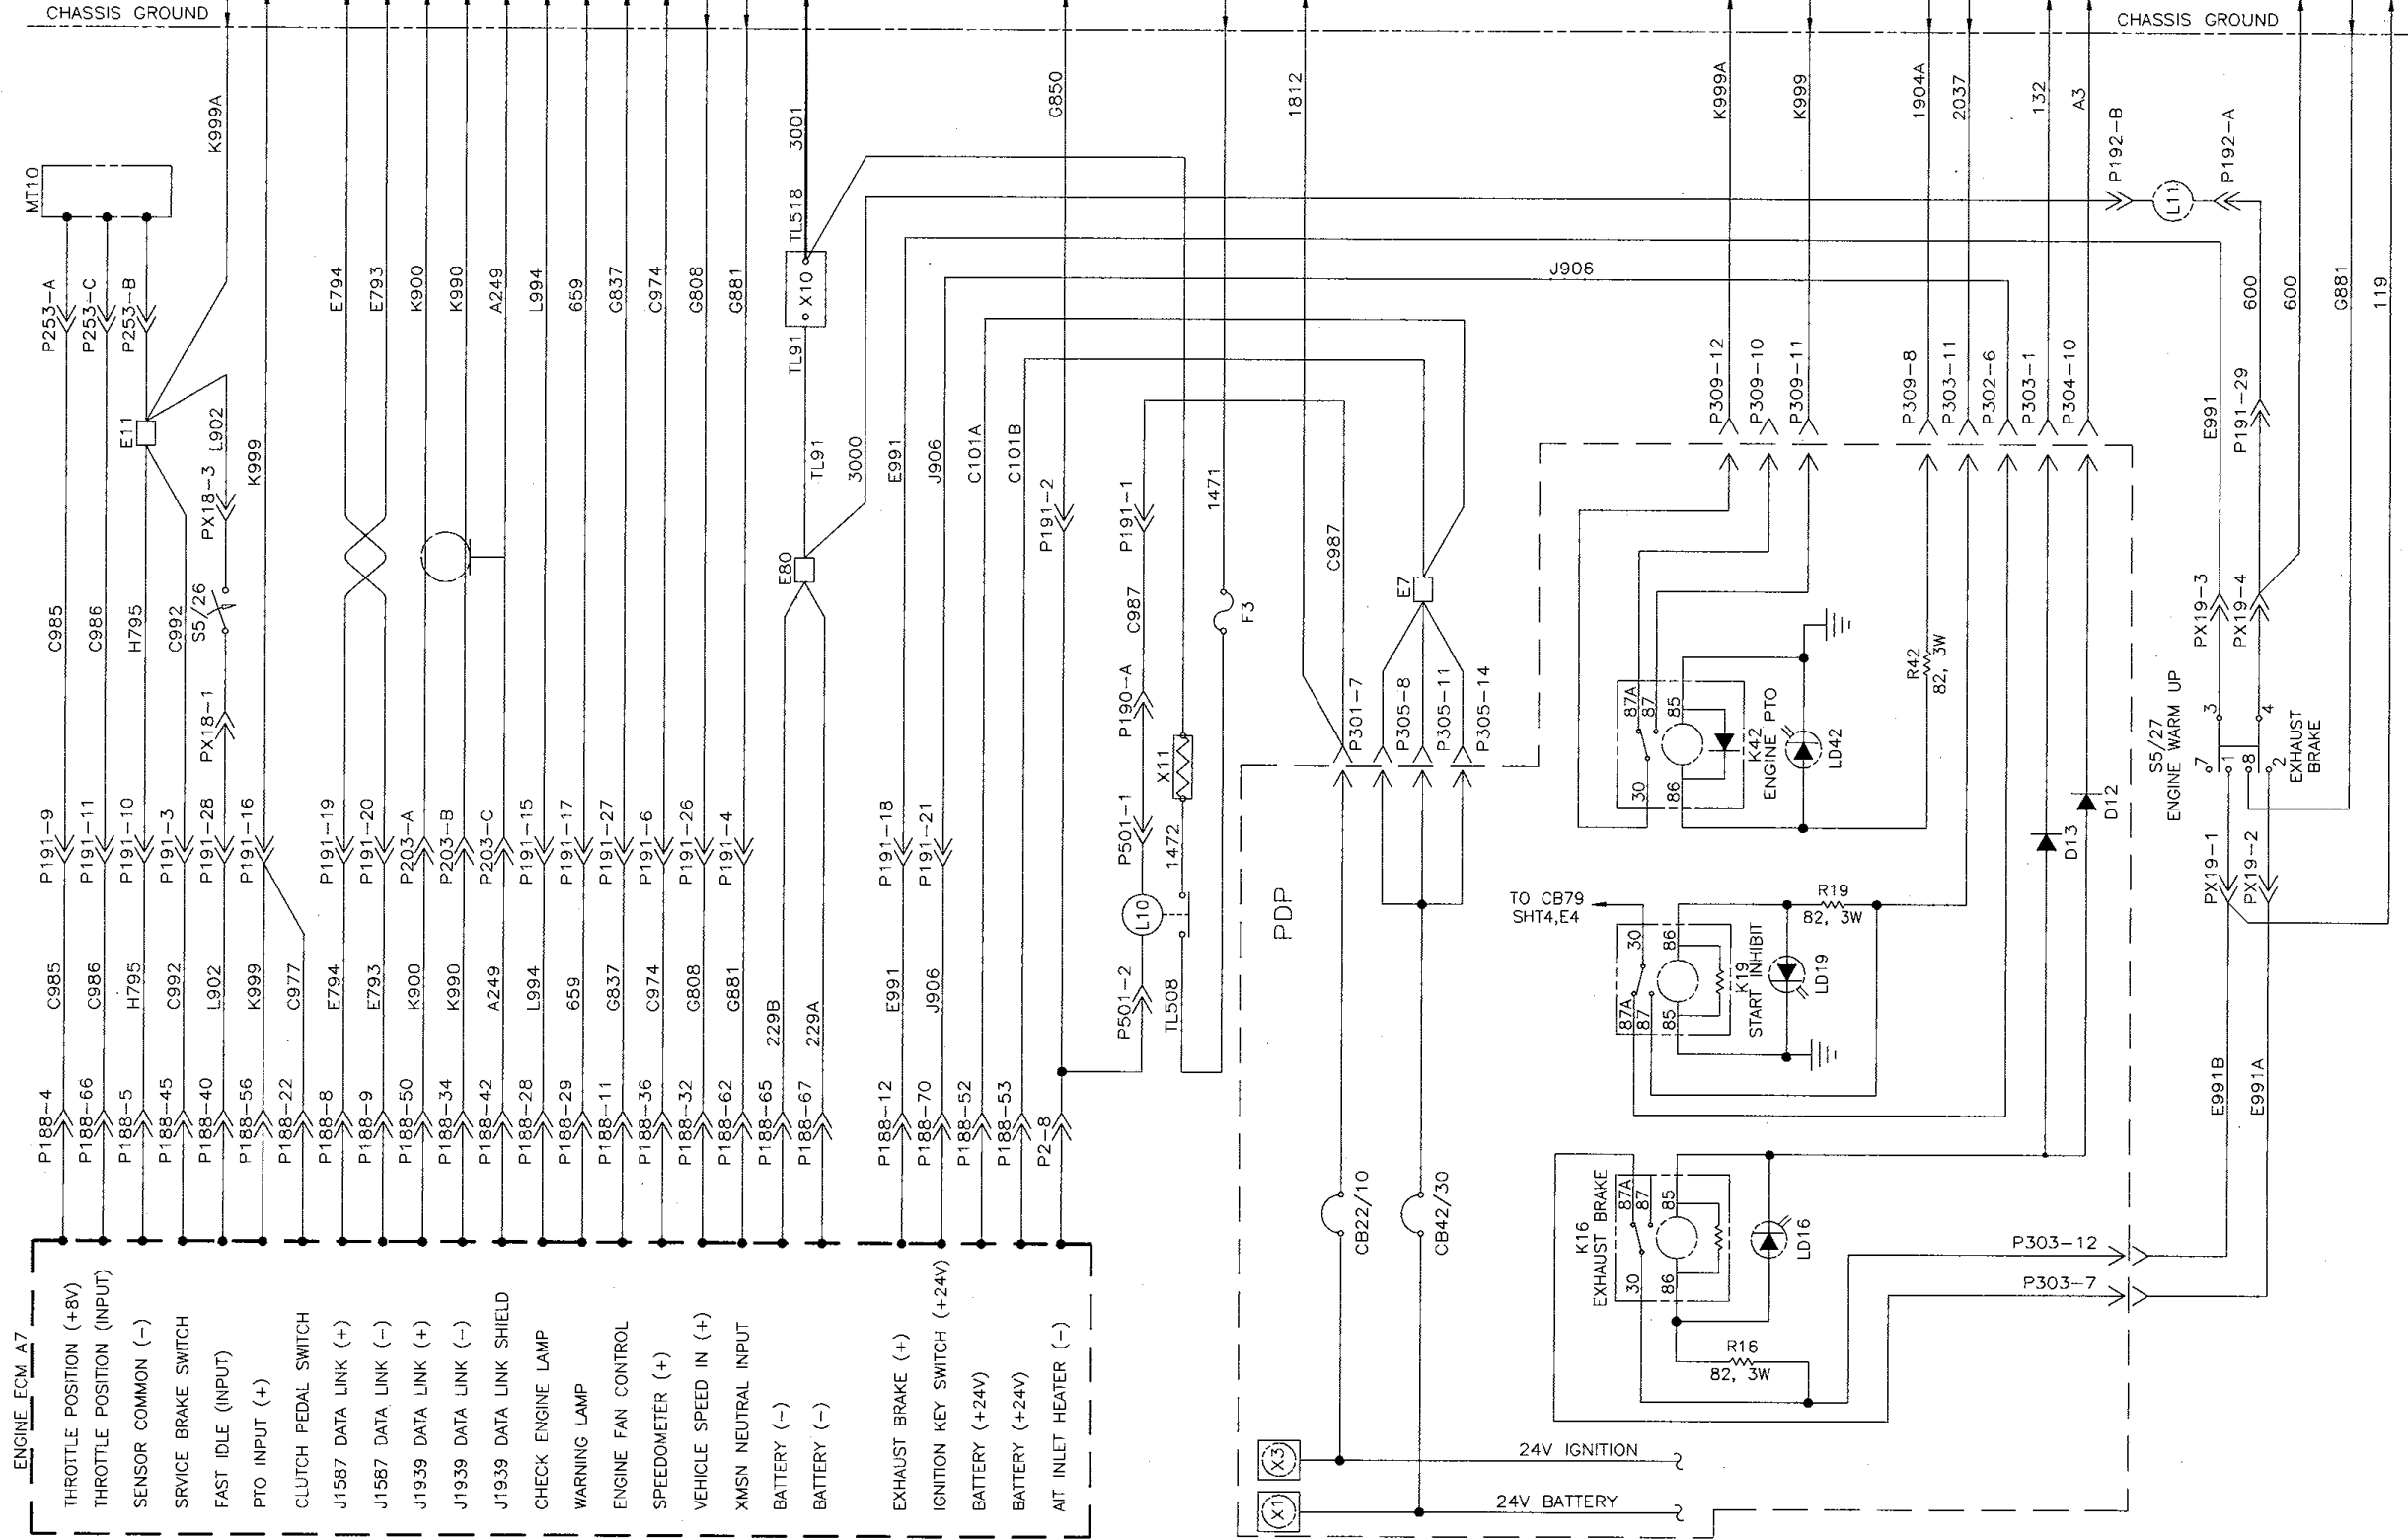 CHASSIS GROUND
CHASSIS GROUND
MT10
K999A
3001
G850
1812
K999A
K999
1904A
2037
132
A3
P192-B
P192-A
L11
P253-A
P253-C
P253-B
E794
E793
K900
K990
A249
L994
659
G837
C974
G808
G881
TL518
X10
TL91
J906
600
600
G881
119
E11
L902
PX18-3
K999
TL91
3000
E991
J906
C101A
C101B
P191-2
P191-1
1471
C987
P309-12
P309-10
P309-11
P309-8
P303-11
P302-6
P303-1
P304-10
E991
P191-29
C985
C986
H795
C992
S5/26
PX18-1
E80
C987
P190-A
F3
E7
P301-7
P305-8
P305-11
P305-14
R42
82, 3W
87A
87
85
30
86
K42
ENGINE PTO
LD42
PX19-3
PX19-4
S5/27
ENGINE WARM UP
3
4
7
1
8
2
EXHAUST
BRAKE
P191-9
P191-11
P191-10
P191-3
P191-28
P191-16
P191-19
P191-20
P203-A
P203-B
P203-C
P191-15
P191-17
P191-27
P191-6
P191-26
P191-4
P191-18
P191-21
P501-1
X11
1472
L10
D13
D12
PX19-1
PX19-2
PDP
TO CB79
SHT4,E4
R19
82, 3W
30
86
87A
87
85
K19
START INHIBIT
LD19
C985
C986
H795
C992
L902
K999
C977
E794
E793
K900
K990
A249
L994
659
G837
C974
G808
G881
229B
229A
E991
J906
P501-2
TL508
E991B
E991A
P188-4
P188-66
P188-5
P188-45
P188-40
P188-56
P188-22
P188-8
P188-9
P188-50
P188-34
P188-42
P188-28
P188-29
P188-11
P188-36
P188-32
P188-62
P188-65
P188-67
P188-12
P188-70
P188-52
P188-53
P2-8
CB22/10
CB42/30
K16
EXHAUST BRAKE
87A
87
85
30
86
LD16
P303-12
P303-7
R16
82, 3W
ENGINE ECM A7
THROTTLE POSITION (+8V)
THROTTLE POSITION (INPUT)
SENSOR COMMON (-)
SRVICE BRAKE SWITCH
FAST IDLE (INPUT)
PTO INPUT (+)
CLUTCH PEDAL SWITCH
J1587 DATA LINK (+)
J1587 DATA LINK (-)
J1939 DATA LINK (+)
J1939 DATA LINK (-)
J1939 DATA LINK SHIELD
CHECK ENGINE LAMP
WARNING LAMP
ENGINE FAN CONTROL
SPEEDOMETER (+)
VEHICLE SPEED IN (+)
XMSN NEUTRAL INPUT
BATTERY (-)
BATTERY (-)
EXHAUST BRAKE (+)
IGNITION KEY SWITCH (+24V)
BATTERY (+24V)
BATTERY (+24V)
AIT INLET HEATER (-)
X3
24V IGNITION
X1
24V BATTERY